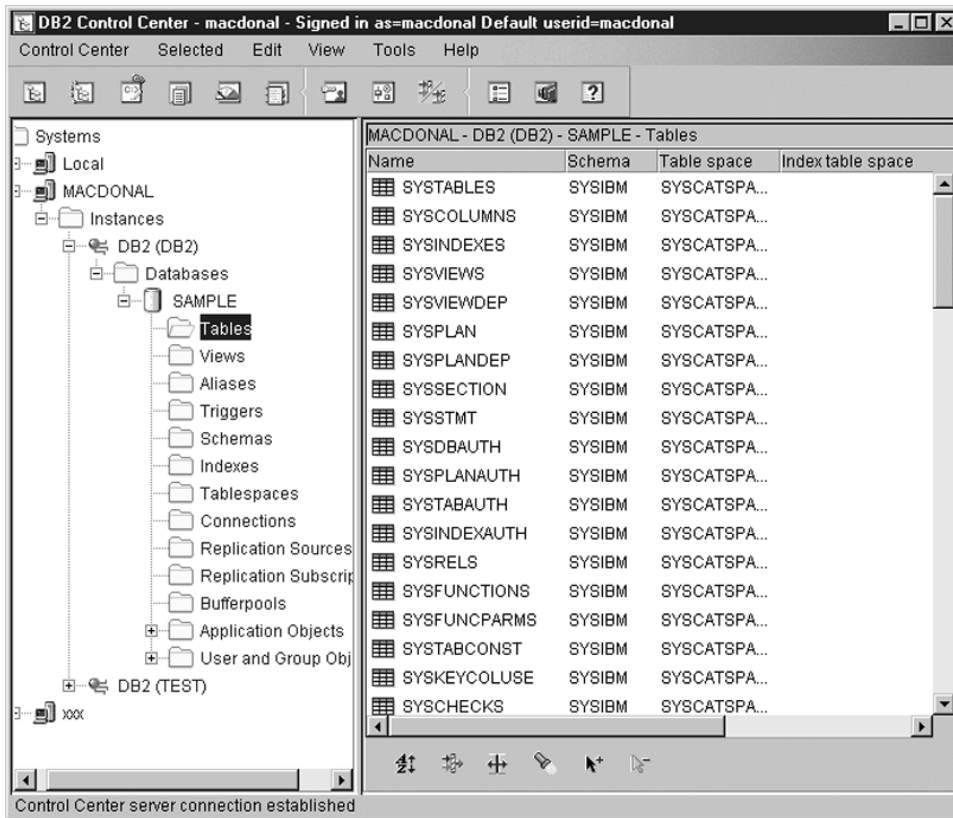 DB2 Control Center - macdonal - Signed in as=macdonal Default userid=macdonal
Control Center Selected Edit View Tools Help
Systems
Local
MACDONAL
Instances
DB2 (DB2)
Databases
SAMPLE
Tables
Views
Aliases
Triggers
Schemas
Indexes
Tablespaces
Connections
Replication Sources
Replication Subscrip
Bufferpools
Application Objects
User and Group Obj
DB2 (TEST)
xxx
MACDONAL - DB2 (DB2) - SAMPLE - Tables
Name Schema Table space Index table space
SYSTABLES SYSIBM SYSCATSPA...
SYSCOLUMNS SYSIBM SYSCATSPA...
SYSINDEXES SYSIBM SYSCATSPA...
SYSVIEWS SYSIBM SYSCATSPA...
SYSVIEWDEP SYSIBM SYSCATSPA...
SYSPLAN SYSIBM SYSCATSPA...
SYSPLANDEP SYSIBM SYSCATSPA...
SYSSECTION SYSIBM SYSCATSPA...
SYSSTMT SYSIBM SYSCATSPA...
SYSDBAUTH SYSIBM SYSCATSPA...
SYSPLANAUTH SYSIBM SYSCATSPA...
SYSTABAUTH SYSIBM SYSCATSPA...
SYSINDEXAUTH SYSIBM SYSCATSPA...
SYSRELS SYSIBM SYSCATSPA...
SYSFUNCTIONS SYSIBM SYSCATSPA...
SYSFUNCPARMS SYSIBM SYSCATSPA...
SYSTABCONST SYSIBM SYSCATSPA...
SYSKEYCOLUSE SYSIBM SYSCATSPA...
SYSCHECKS SYSIBM SYSCATSPA...
Control Center server connection established